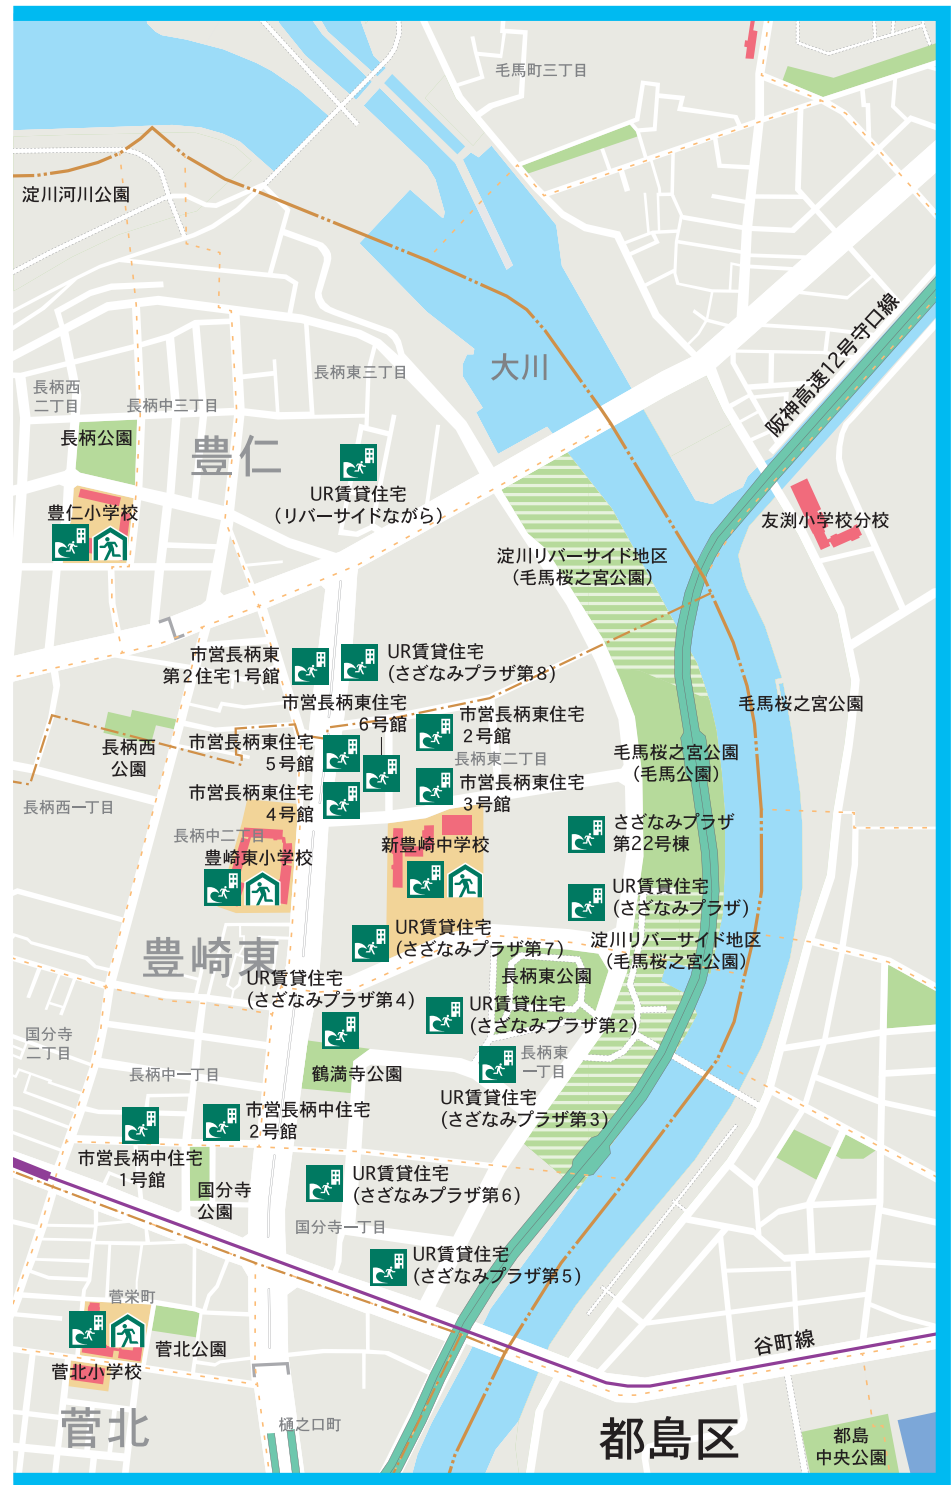 毛馬町三丁目
淀川河川公園
阪神高速12号守口線
大川
長柄東三丁目
長柄西
二丁目
長柄中三丁目
長柄公園
豊仁
UR賃貸住宅
(リバーサイドながら)
豊仁小学校
友渕小学校分校
淀川リバーサイド地区
(毛馬桜之宮公園)
市営長柄東
第2住宅1号館
UR賃貸住宅
(さざなみプラザ第8)
市営長柄東住宅
6号館
市営長柄東住宅
2号館
毛馬桜之宮公園
長柄西
公園
市営長柄東住宅
5号館
長柄東二丁目
毛馬桜之宮公園
(毛馬公園)
市営長柄東住宅
4号館
市営長柄東住宅
3号館
長柄西一丁目
長柄中二丁目
豊崎東小学校
新豊崎中学校
さざなみプラザ
第22号棟
UR賃貸住宅
(さざなみプラザ)
UR賃貸住宅
(さざなみプラザ第7)
淀川リバーサイド地区
(毛馬桜之宮公園)
豊崎東
UR賃貸住宅
(さざなみプラザ第4)
長柄東公園
UR賃貸住宅
(さざなみプラザ第2)
国分寺
二丁目
長柄東
一丁目
長柄中一丁目
鶴満寺公園
UR賃貸住宅
(さざなみプラザ第3)
市営長柄中住宅
2号館
市営長柄中住宅
1号館
国分寺
公園
UR賃貸住宅
(さざなみプラザ第6)
国分寺一丁目
UR賃貸住宅
(さざなみプラザ第5)
菅栄町
菅北公園
谷町線
菅北小学校
菅北
樋之口町
都島区
都島
中央公園